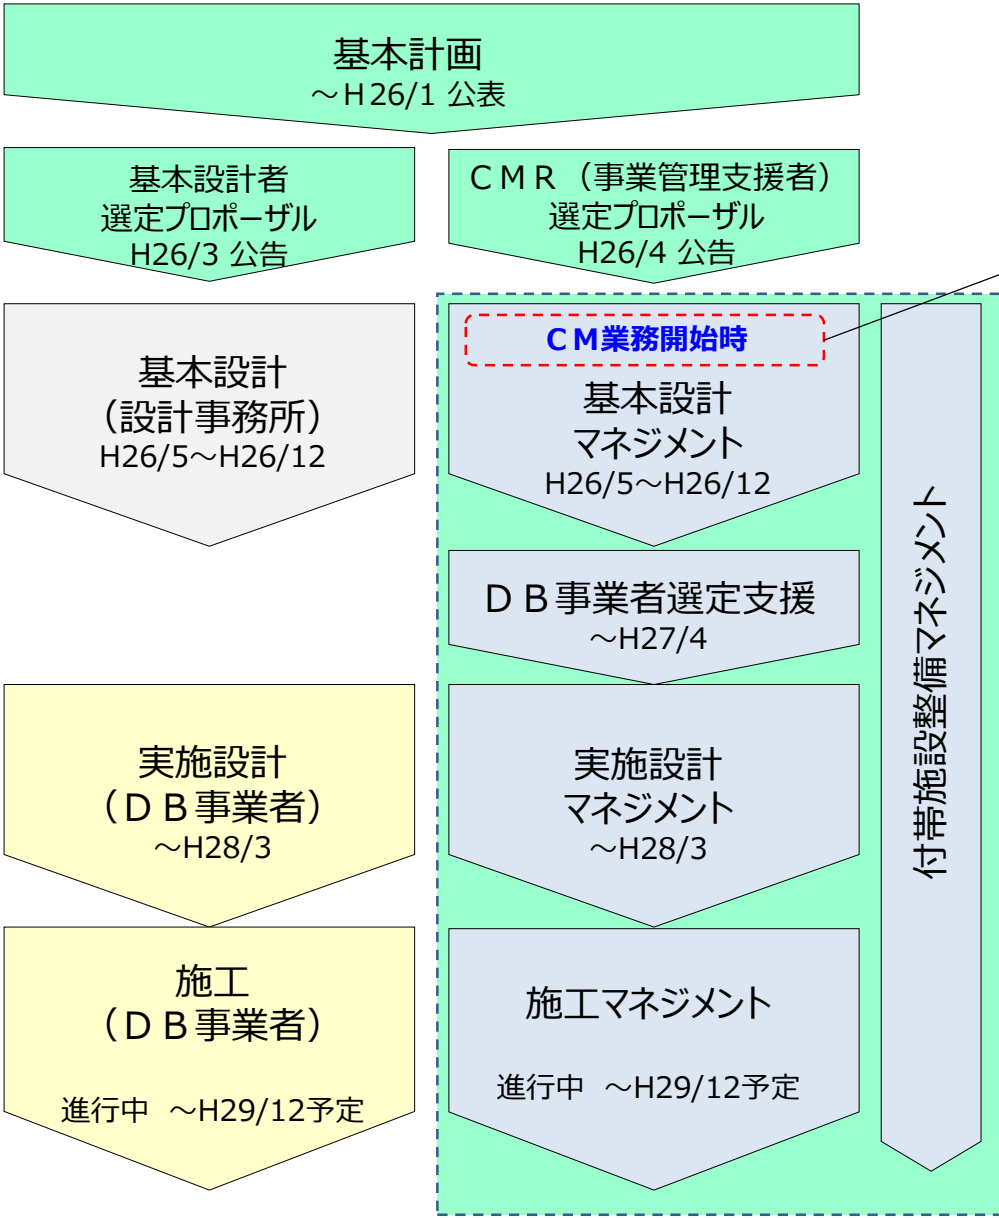 基本計画
～Ｈ26/1 公表
基本設計者
選定プロポーザル
H26/3 公告
ＣＭＲ（事業管理支援者）
選定プロポーザル
H26/4 公告
基本設計
（設計事務所）
H26/5～H26/12
ＣＭ業務開始時
基本設計
マネジメント
H26/5～H26/12
ＤＢ事業者選定支援
～H27/4
実施設計
（ＤＢ事業者）
～H28/3
実施設計
マネジメント
～H28/3
施工
（ＤＢ事業者）
進行中　～H29/12予定
施工マネジメント
進行中　～H29/12予定
付帯施設整備マネジメント